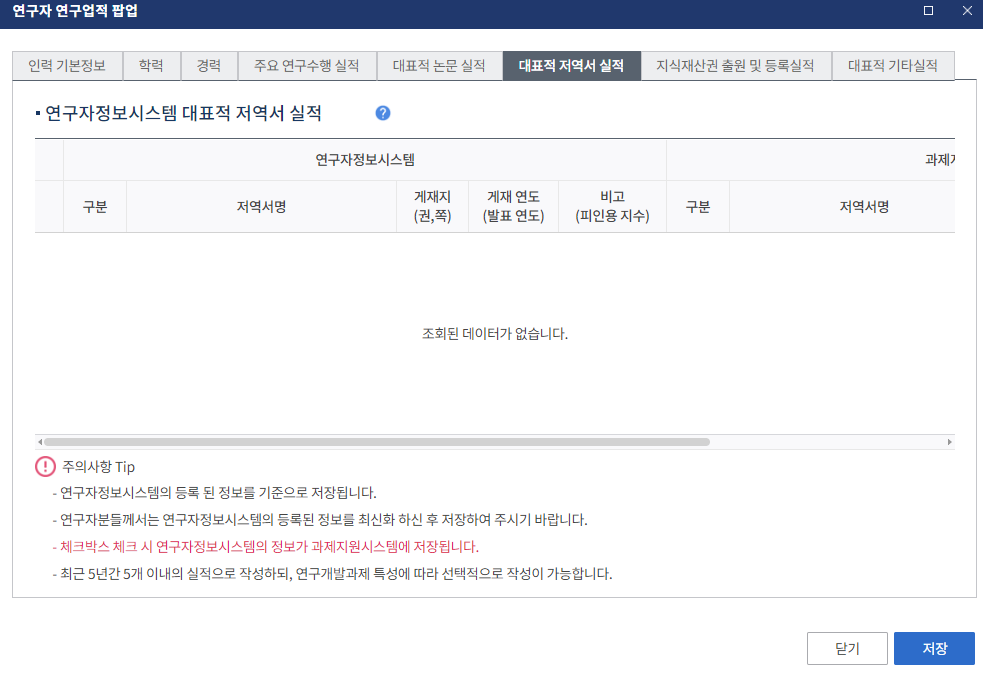 연구자 연구업적 팝업
인력 기본정보 학력 경력 주요 연구수행 실적 대표적 논문 실적 대표적 저역서 실적 지식재산권 출원 및 등록실적 대표적 기타실적
연구자정보시스템 대표적 저역서 실적 ?
연구자정보시스템
구분 저역서명 게재지 게재 연도 비고 구분 저역서명
(권,쪽) (발표 연도) (피인용 지수)
조회된 데이터가 없습니다.
주의사항 Tip
- 연구자정보시스템의 등록 된 정보를 기준으로 저장됩니다.
- 연구자분들께서는 연구자정보시스템의 등록된 정보를 최신화 하신 후 저장하여 주시기 바랍니다.
- 체크박스 체크 시 연구자정보시스템의 정보가 과제지원시스템에 저장됩니다.
- 최근 5년간 5개 이내의 실적으로 작성하되, 연구개발과제 특성에 따라 선택적으로 작성이 가능합니다.
닫기 저장